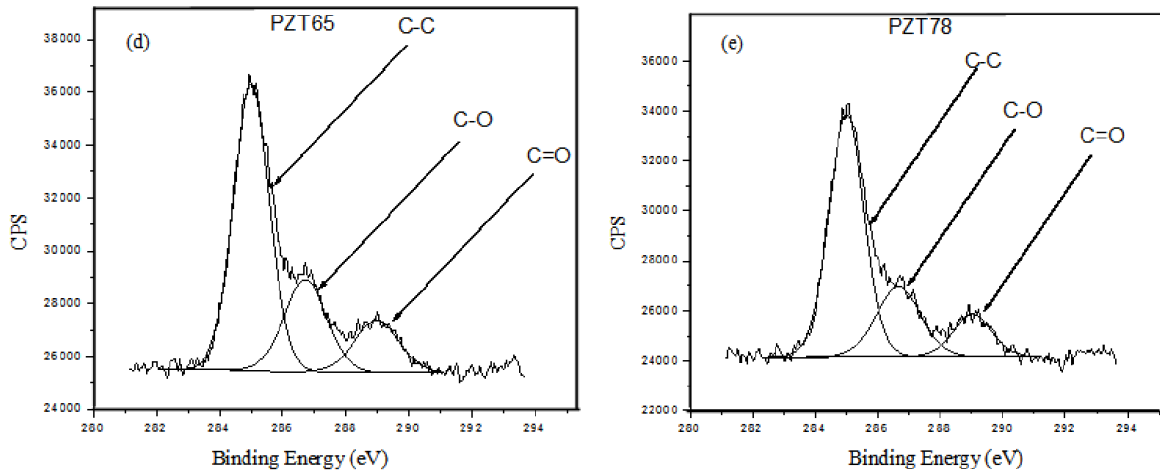 PZT65
(d)
C-C
C-O
C=O
38000
36000
34000
32000
30000
28000
26000
24000
CPS
280 282 284 286 288 290 292 294
Binding Energy (eV)
PZT78
(e)
C-C
C-O
C=O
36000
34000
32000
30000
28000
26000
24000
22000
CPS
280 282 284 286 288 290 292 294
Binding Energy (eV)